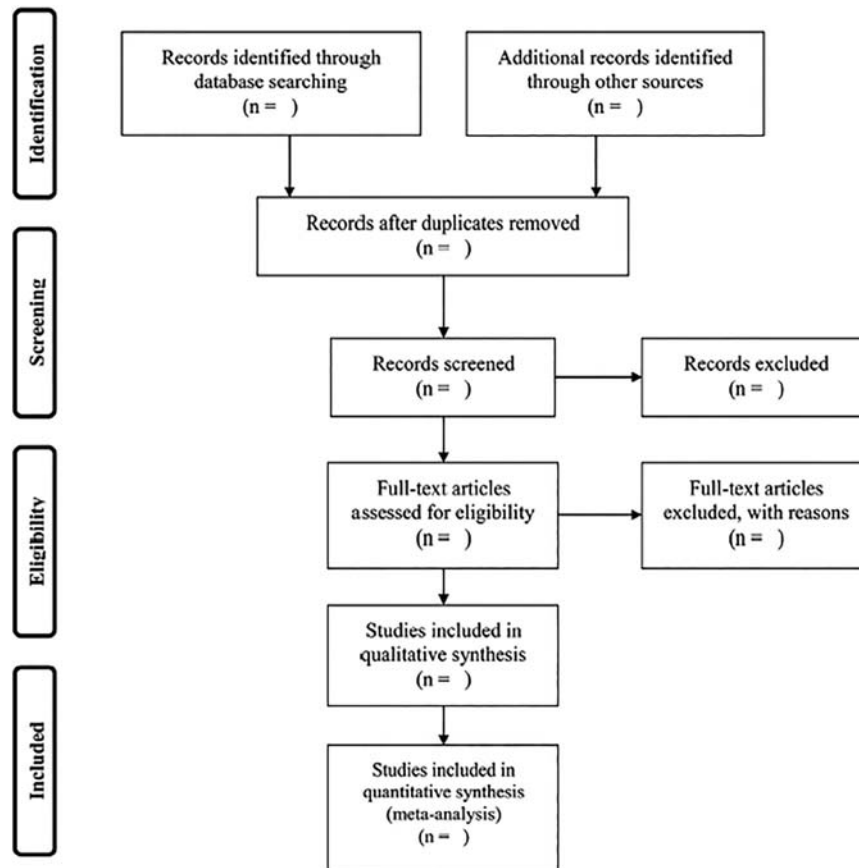 Identification
Records identified through
database searching
(n =   )
Additional records identified
through other sources
(n =   )
Records after duplicates removed
(n =   )
Screening
Records screened
(n =   )
Records excluded
(n =   )
Eligibility
Full-text articles
assessed for eligibility
(n =   )
Full-text articles
excluded, with reasons
(n =   )
Studies included in
qualitative synthesis
(n =   )
Included
Studies included in
quantitative synthesis
(meta-analysis)
(n =   )